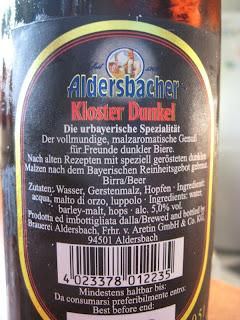 Aldersbacher
Kloster Dunkel
Die urbayerische Spezialität
Der vollmundige, malzaromatische Genuß
für Freunde dunkler Biere.
Nach alten Rezepten mit speziell gerösteten dunklen
Malzen nach dem Bayerischen Reinheitsgebot gebraut.
Birra/Beer
Zutaten: Wasser, Gerstenmalz, Hopfen · Ingredienti:
acqua, malto di orzo, luppolo · Ingredients: water,
barley-malt, hops · alc. 5,0% vol.
Prodotta ed imbottigliata dalla/Brewed and bottled by
Brauerei Aldersbach, Frhr. v. Aretin GmbH & Co. KG,
94501 Aldersbach
4 023378 012235
Mindestens haltbar bis:
Da consumarsi preferibilmente entro:
Best before end: